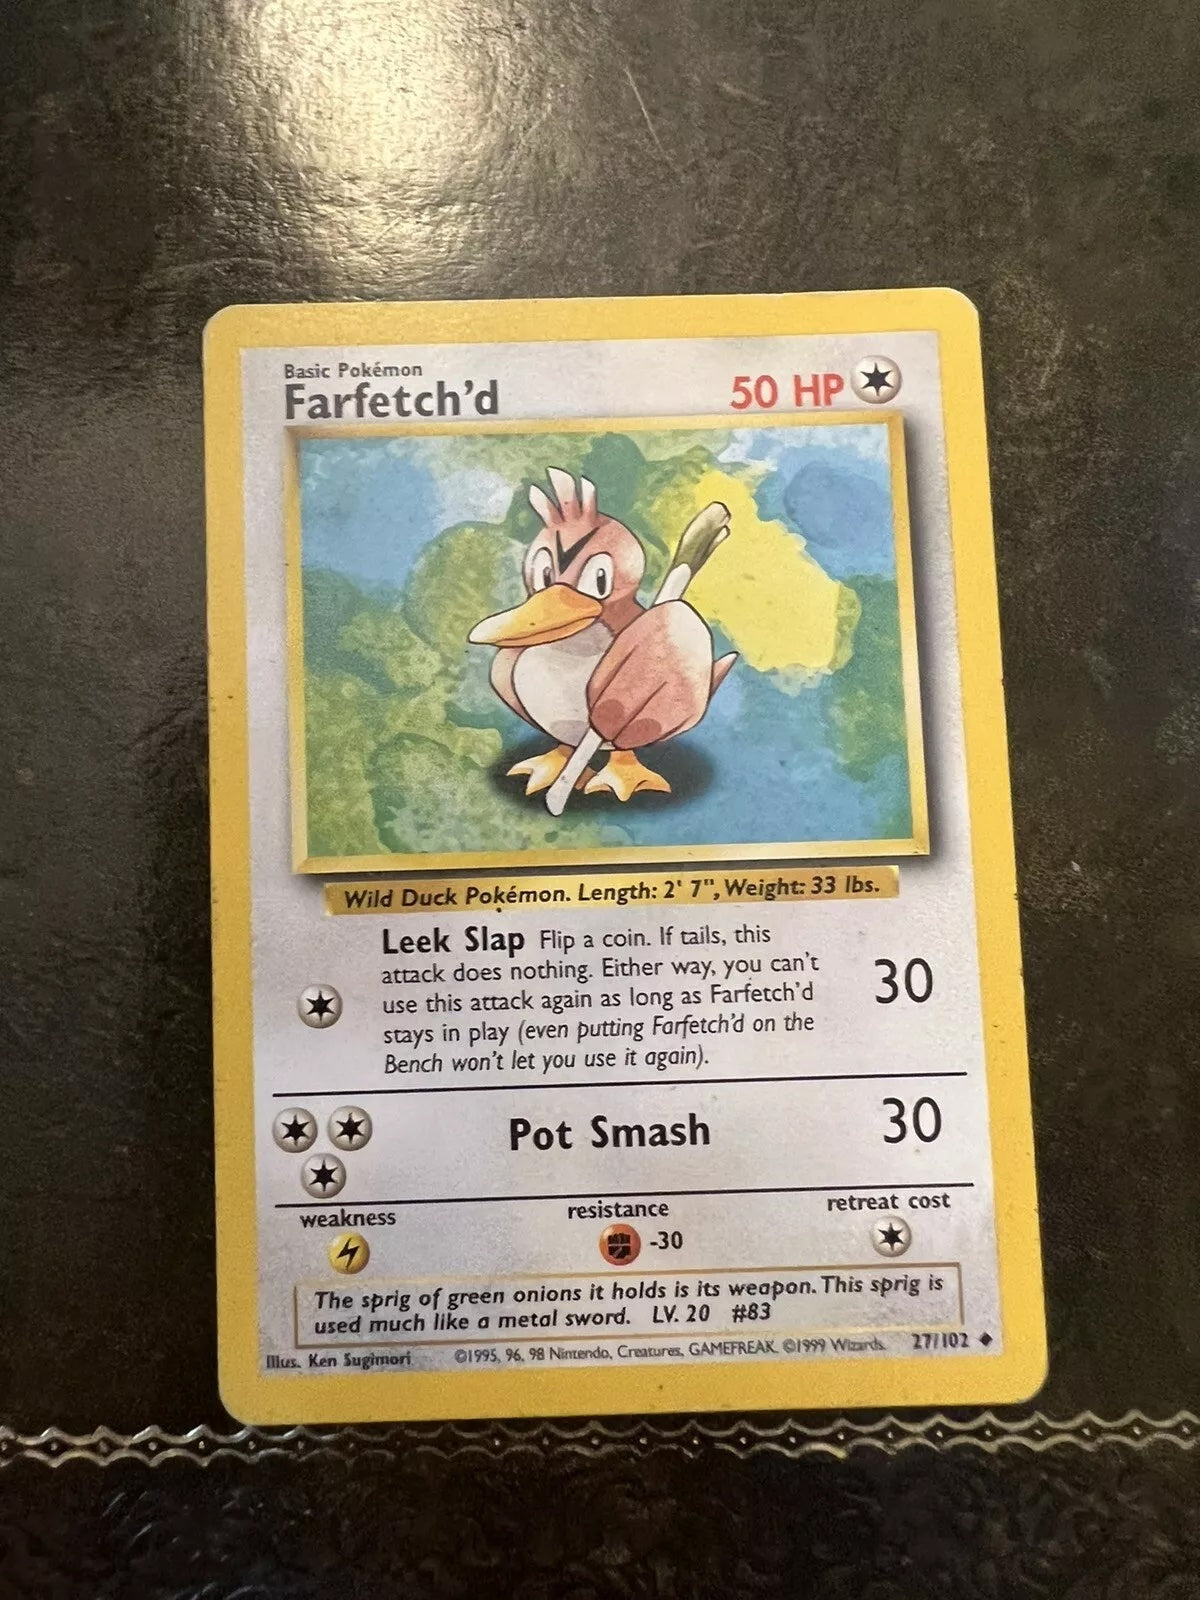 Basic Pokémon
Farfetch'd
50 HP
Wild Duck Pokémon. Length: 2' 7", Weight: 33 lbs.
Leek Slap Flip a coin. If tails, this
attack does nothing. Either way, you can't
use this attack again as long as Farfetch'd
stays in play (even putting Farfetch'd on the
Bench won't let you use it again).
30
Pot Smash
30
weakness
resistance
retreat cost
-30
The sprig of green onions it holds is its weapon. This sprig is
used much like a metal sword. LV. 20 #83
Illus. Ken Sugimori
©1995, 96, 98 Nintendo, Creatures, GAMEFREAK. ©1999 Wizards.
27/102